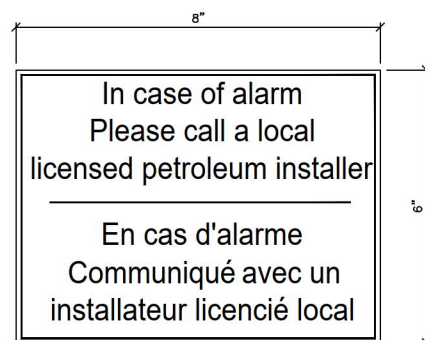 8"
In case of alarm
Please call a local
licensed petroleum installer
En cas d'alarme
Communiqué avec un
installateur licencié local
6"